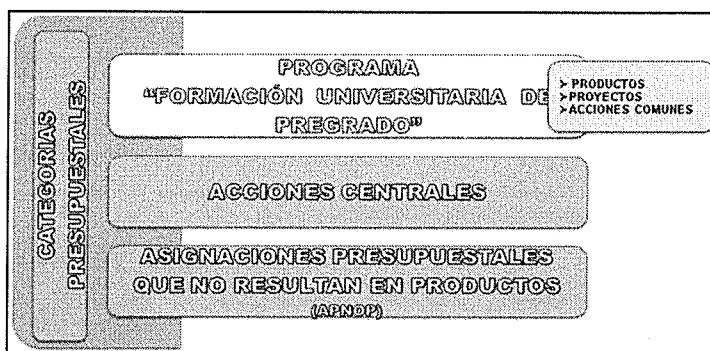 CATEGORIAS
PRESUPUESTALES
PROGRAMA
“FORMACIÓN UNIVERSITARIA DE
PREGRADO”
➢ PRODUCTOS
➢ PROYECTOS
➢ ACCIONES COMUNES
ACCIONES CENTRALES
ASIGNACIONES PRESUPUESTALES
QUE NO RESULTAN EN PRODUCTOS
(APNOP)